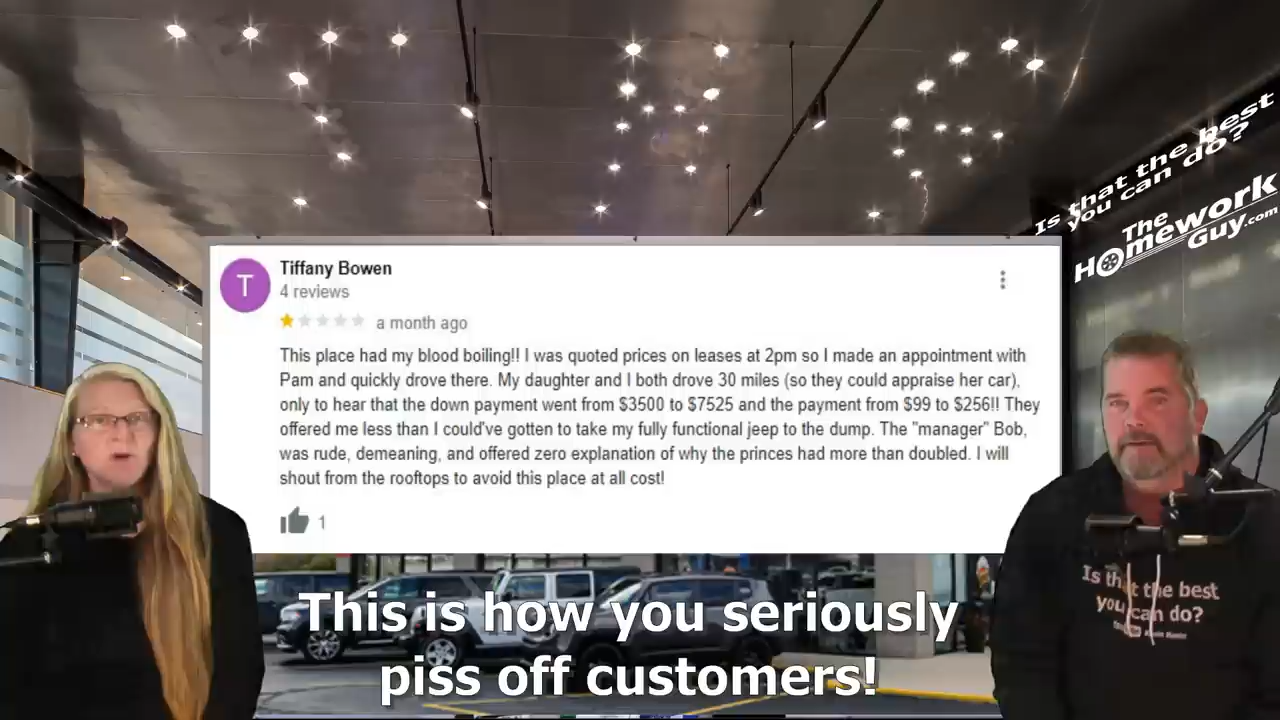 Is that the best
you can do?
The
Homework
Guy.com
T
Tiffany Bowen
4 reviews
a month ago
This place had my blood boiling!! I was quoted prices on leases at 2pm so I made an appointment with
Pam and quickly drove there. My daughter and I both drove 30 miles (so they could appraise her car),
only to hear that the down payment went from $3500 to $7525 and the payment from $99 to $256!! They
offered me less than I could've gotten to take my fully functional jeep to the dump. The "manager" Bob,
was rude, demeaning, and offered zero explanation of why the princes had more than doubled. I will
shout from the rooftops to avoid this place at all cost!
1
Is that the best
you can do?
This is how you seriously
piss off customers!